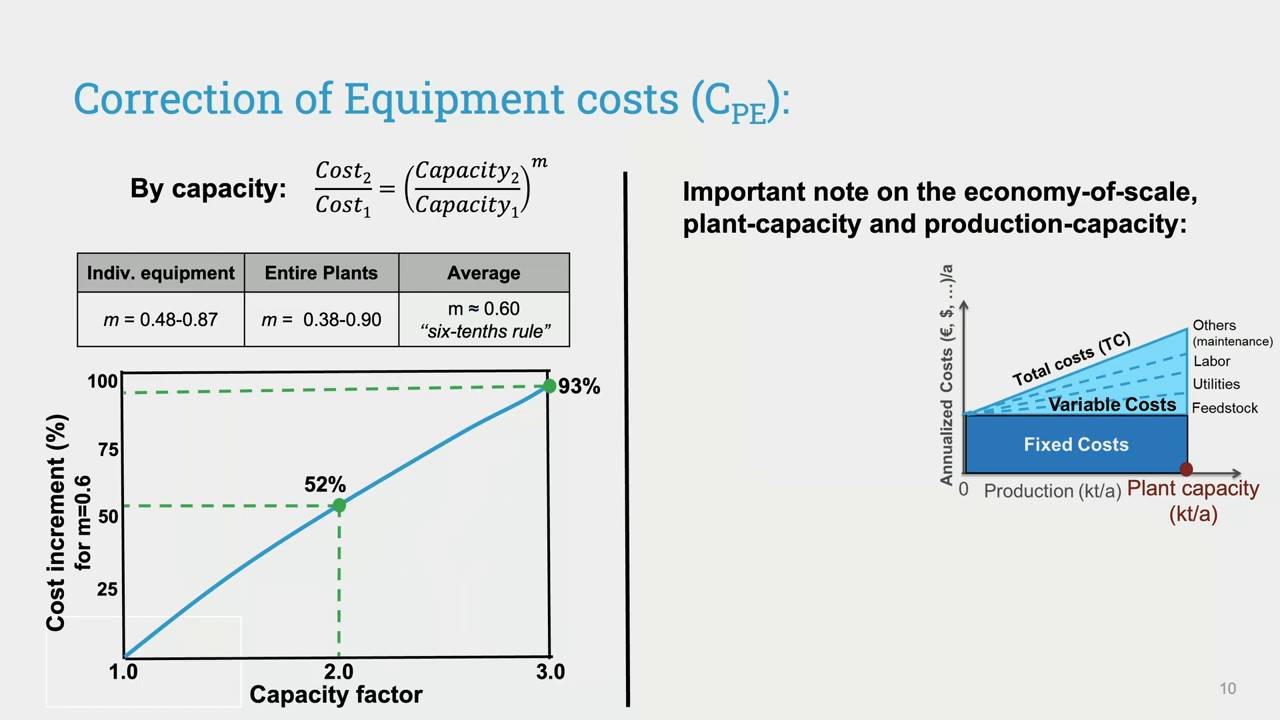 Correction of Equipment costs (C_PE):
By capacity: Cost₂/Cost₁ = (Capacity₂/Capacity₁)^m
Indiv. equipment Entire Plants Average
m = 0.48-0.87 m = 0.38-0.90 m ≈ 0.60
“six-tenths rule”
Cost increment (%)
for m=0.6
100
75
50
25
93%
52%
1.0 2.0 3.0
Capacity factor
Important note on the economy-of-scale,
plant-capacity and production-capacity:
Annualized Costs (€, $, ...)/a
Total costs (TC)
Variable Costs
Fixed Costs
Others
(maintenance)
Labor
Utilities
Feedstock
0 Production (kt/a) Plant capacity
(kt/a)
10